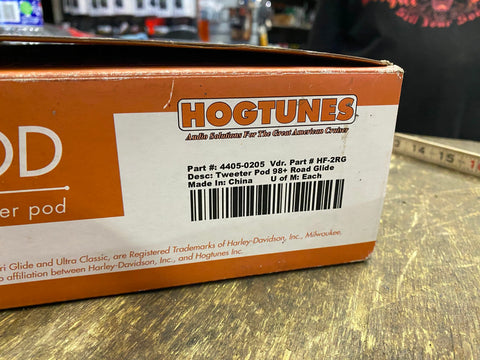 HOGTUNES
Audio Solutions For The Great American Cruiser
Part #: 4405-0205 Vdr. Part # HF-2RG
Desc: Tweeter Pod 98+ Road Glide
Made In: China U of M: Each
OD
er pod
ri Glide and Ultra Classic, are Registered Trademarks of Harley-Davidson, Inc., Milwaukee,
affiliation between Harley-Davidson, Inc., and Hogtunes Inc.
14
15